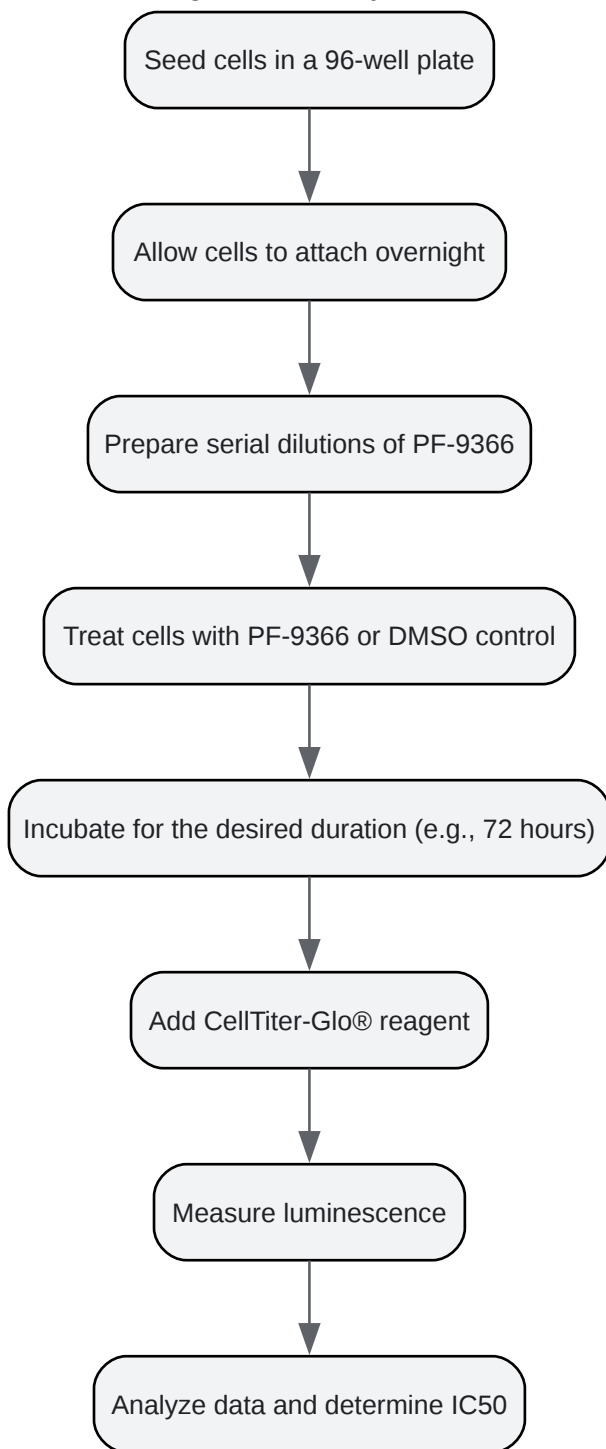 Seed cells in a 96-well plate
Allow cells to attach overnight
Prepare serial dilutions of PF-9366
Treat cells with PF-9366 or DMSO control
Incubate for the desired duration (e.g., 72 hours)
Add CellTiter-Glo® reagent
Measure luminescence
Analyze data and determine IC50